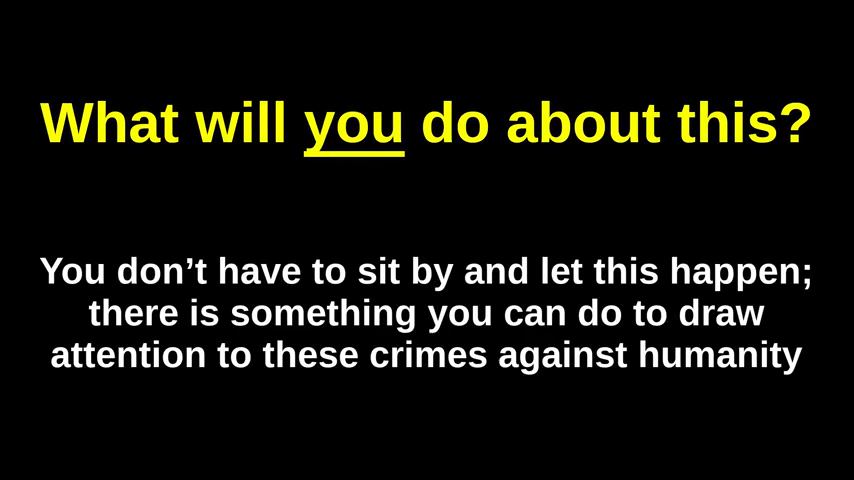 What will you do about this?
You don’t have to sit by and let this happen;
there is something you can do to draw
attention to these crimes against humanity